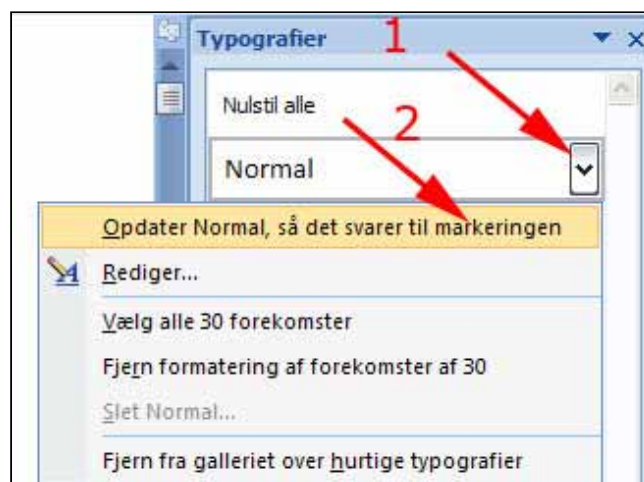 Typografier
1
Nulstil alle
2
Normal
Opdater Normal, så det svarer til markeringen
Rediger...
Vælg alle 30 forekomster
Fjern formatering af forekomster af 30
Slet Normal...
Fjern fra galleriet over hurtige typografier